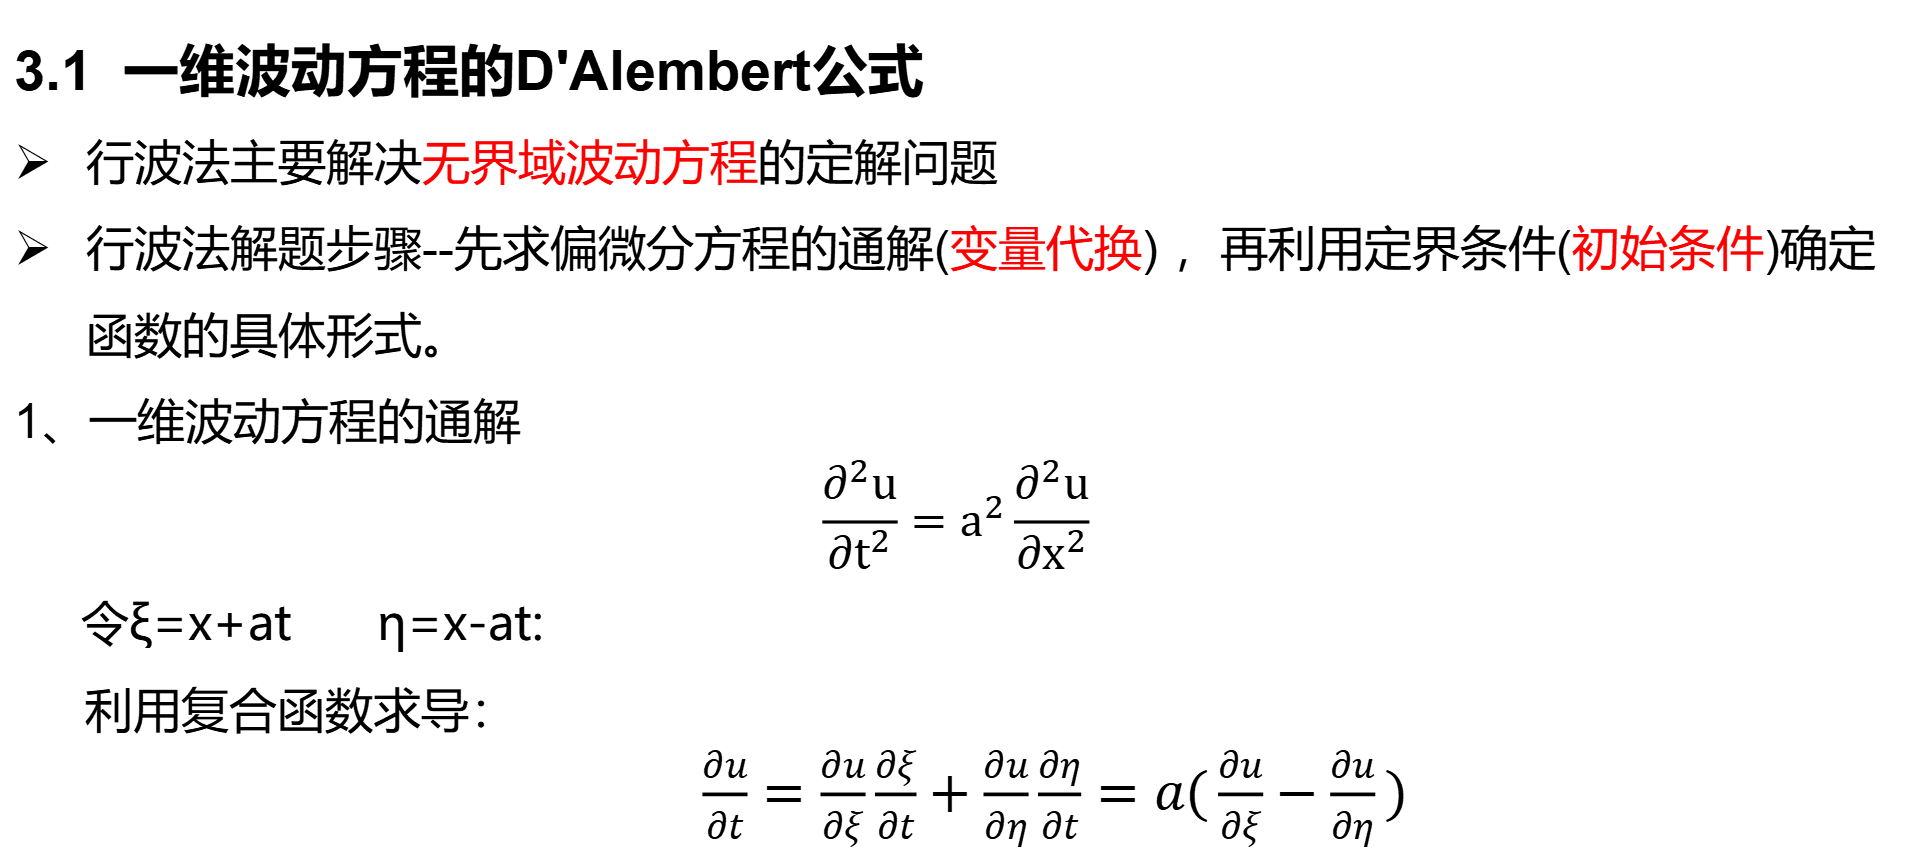 3.1 一维波动方程的D'Alembert公式
➢ 行波法主要解决无界域波动方程的定解问题
➢ 行波法解题步骤--先求偏微分方程的通解(变量代换) ，再利用定界条件(初始条件)确定
函数的具体形式。
1、一维波动方程的通解
∂²u/∂t² = a² ∂²u/∂x²
令ξ=x+at η=x-at:
利用复合函数求导：
∂u/∂t = ∂u/∂ξ ∂ξ/∂t + ∂u/∂η ∂η/∂t = a(∂u/∂ξ − ∂u/∂η)